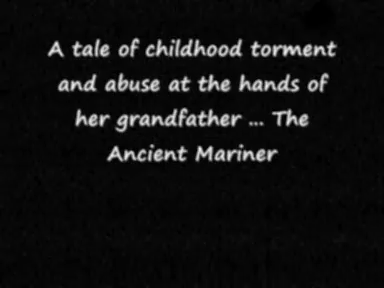 A tale of childhood torment
and abuse at the hands of
her grandfather ... The
Ancient Mariner